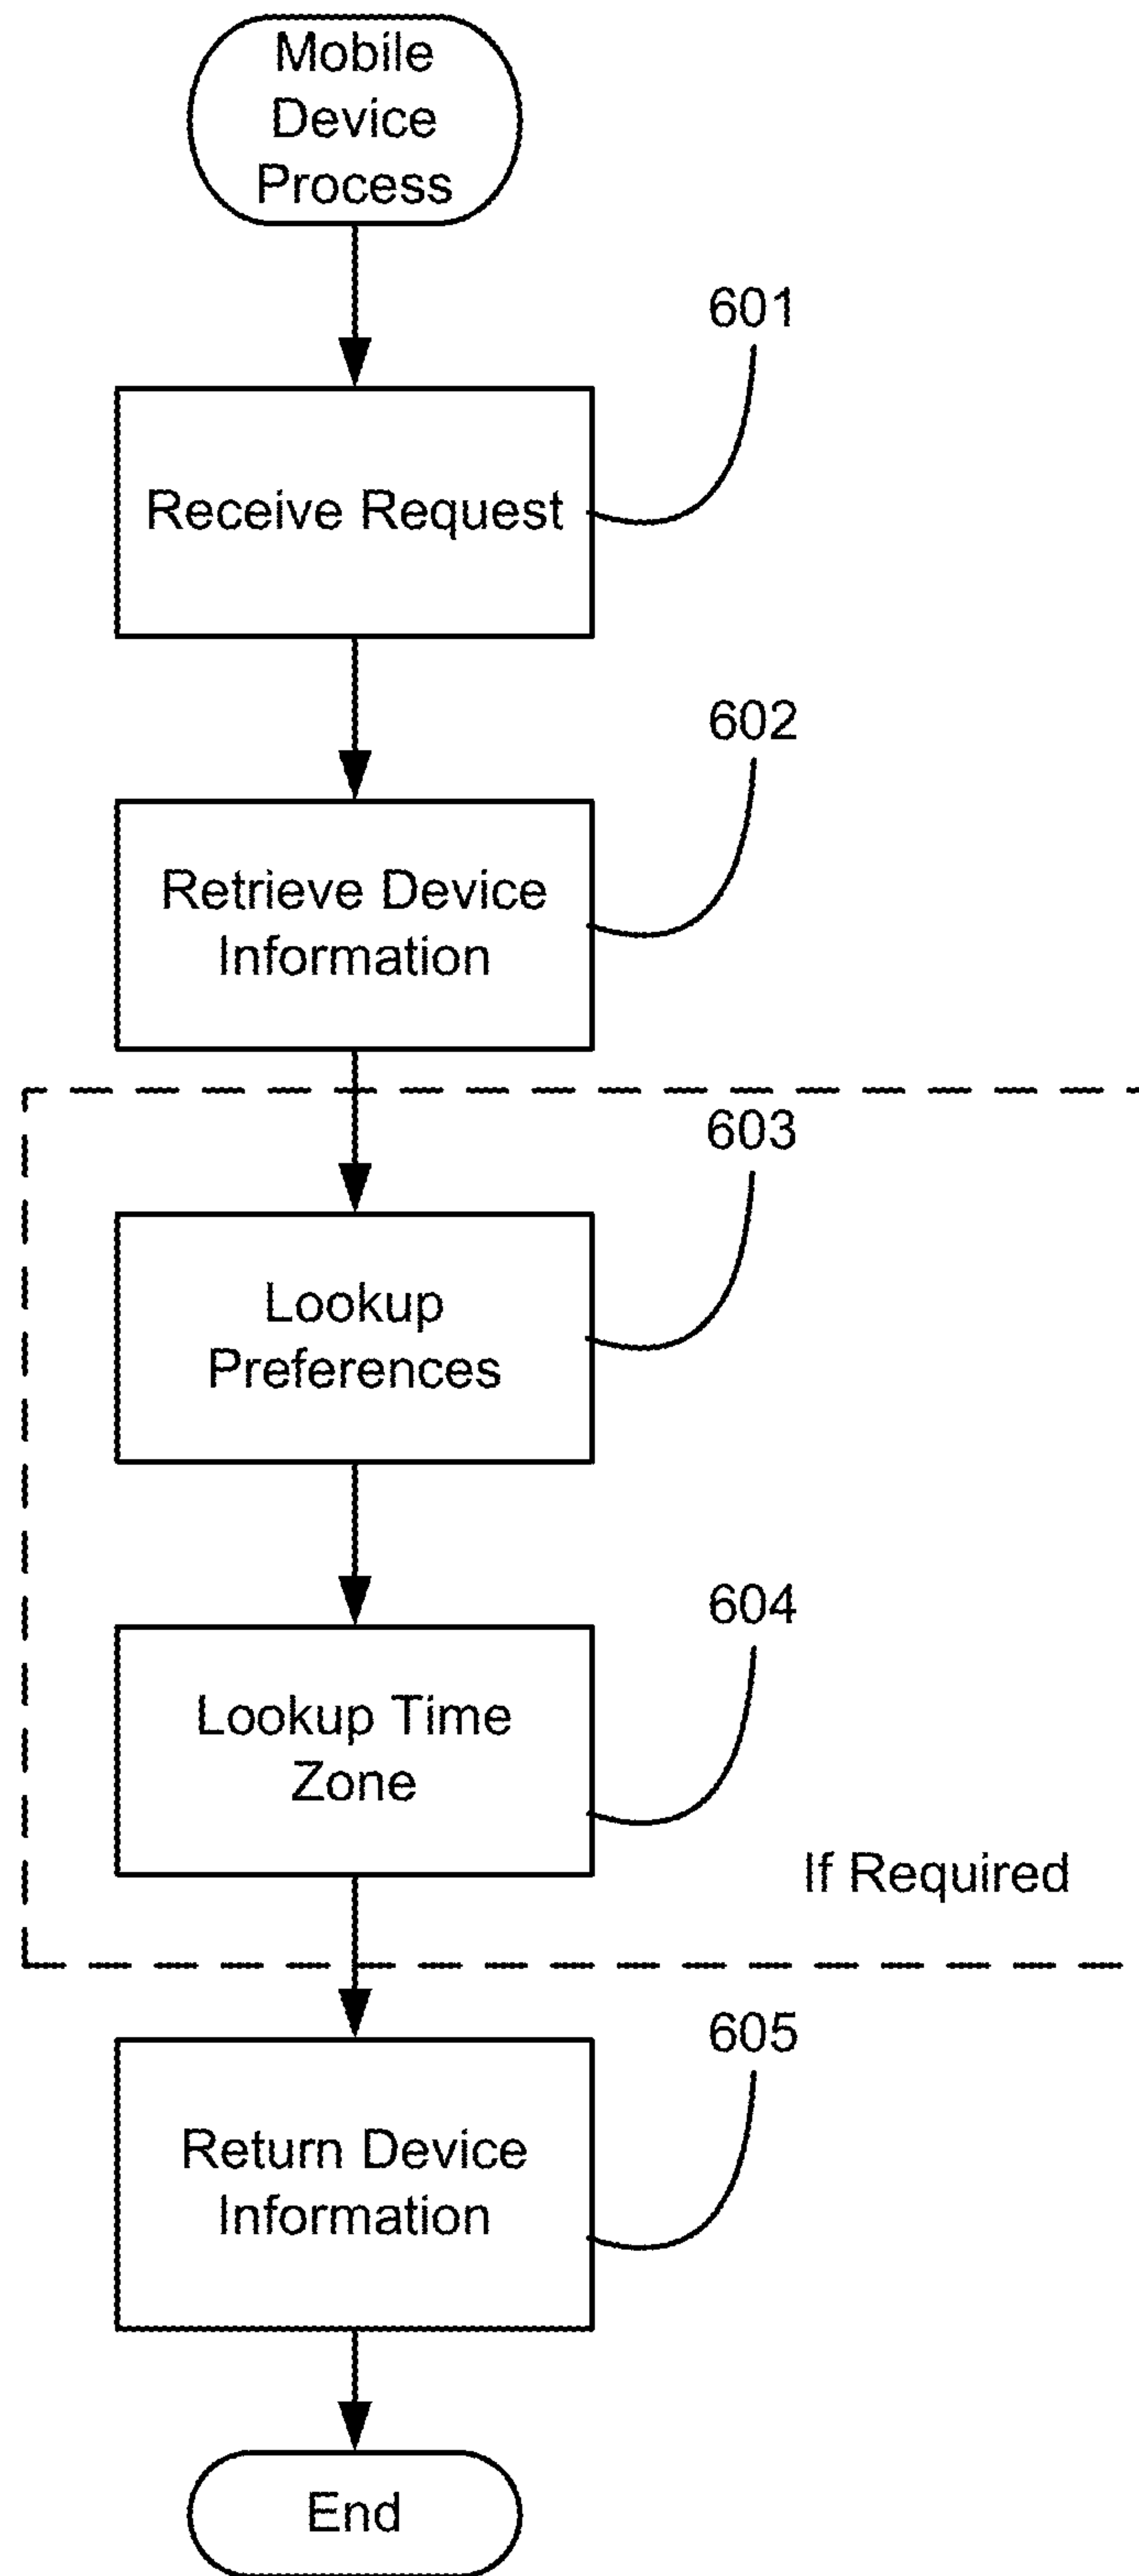 Mobile
Device
Process
601
Receive Request
602
Retrieve Device
Information
603
Lookup
Preferences
604
Lookup Time
Zone
If Required
605
Return Device
Information
End